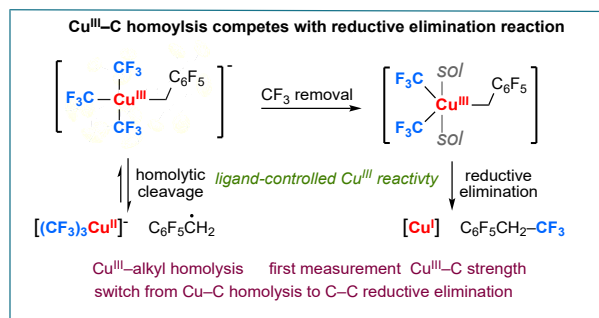 Cuᴵᴵᴵ–C homoylsis competes with reductive elimination reaction
CF₃ C₆F₅ –
F₃C–Cuᴵᴵᴵ
CF₃
CF₃ removal
sol C₆F₅
F₃C Cuᴵᴵᴵ
F₃C
sol
homolytic
cleavage
ligand-controlled Cuᴵᴵᴵ reactivty
reductive
elimination
[(CF₃)₃Cuᴵᴵ]⁻ C₆F₅ĊH₂
[Cuᴵ] C₆F₅CH₂–CF₃
Cuᴵᴵᴵ–alkyl homolysis first measurement Cuᴵᴵᴵ–C strength
switch from Cu–C homolysis to C–C reductive elimination